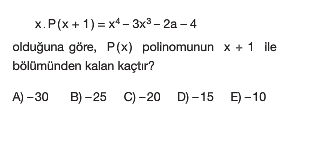 x.P(x + 1) = x⁴ – 3x³ – 2a – 4
olduğuna göre, P(x) polinomunun x + 1 ile
bölümünden kalan kaçtır?
A) –30 B) –25 C) –20 D) –15 E) –10